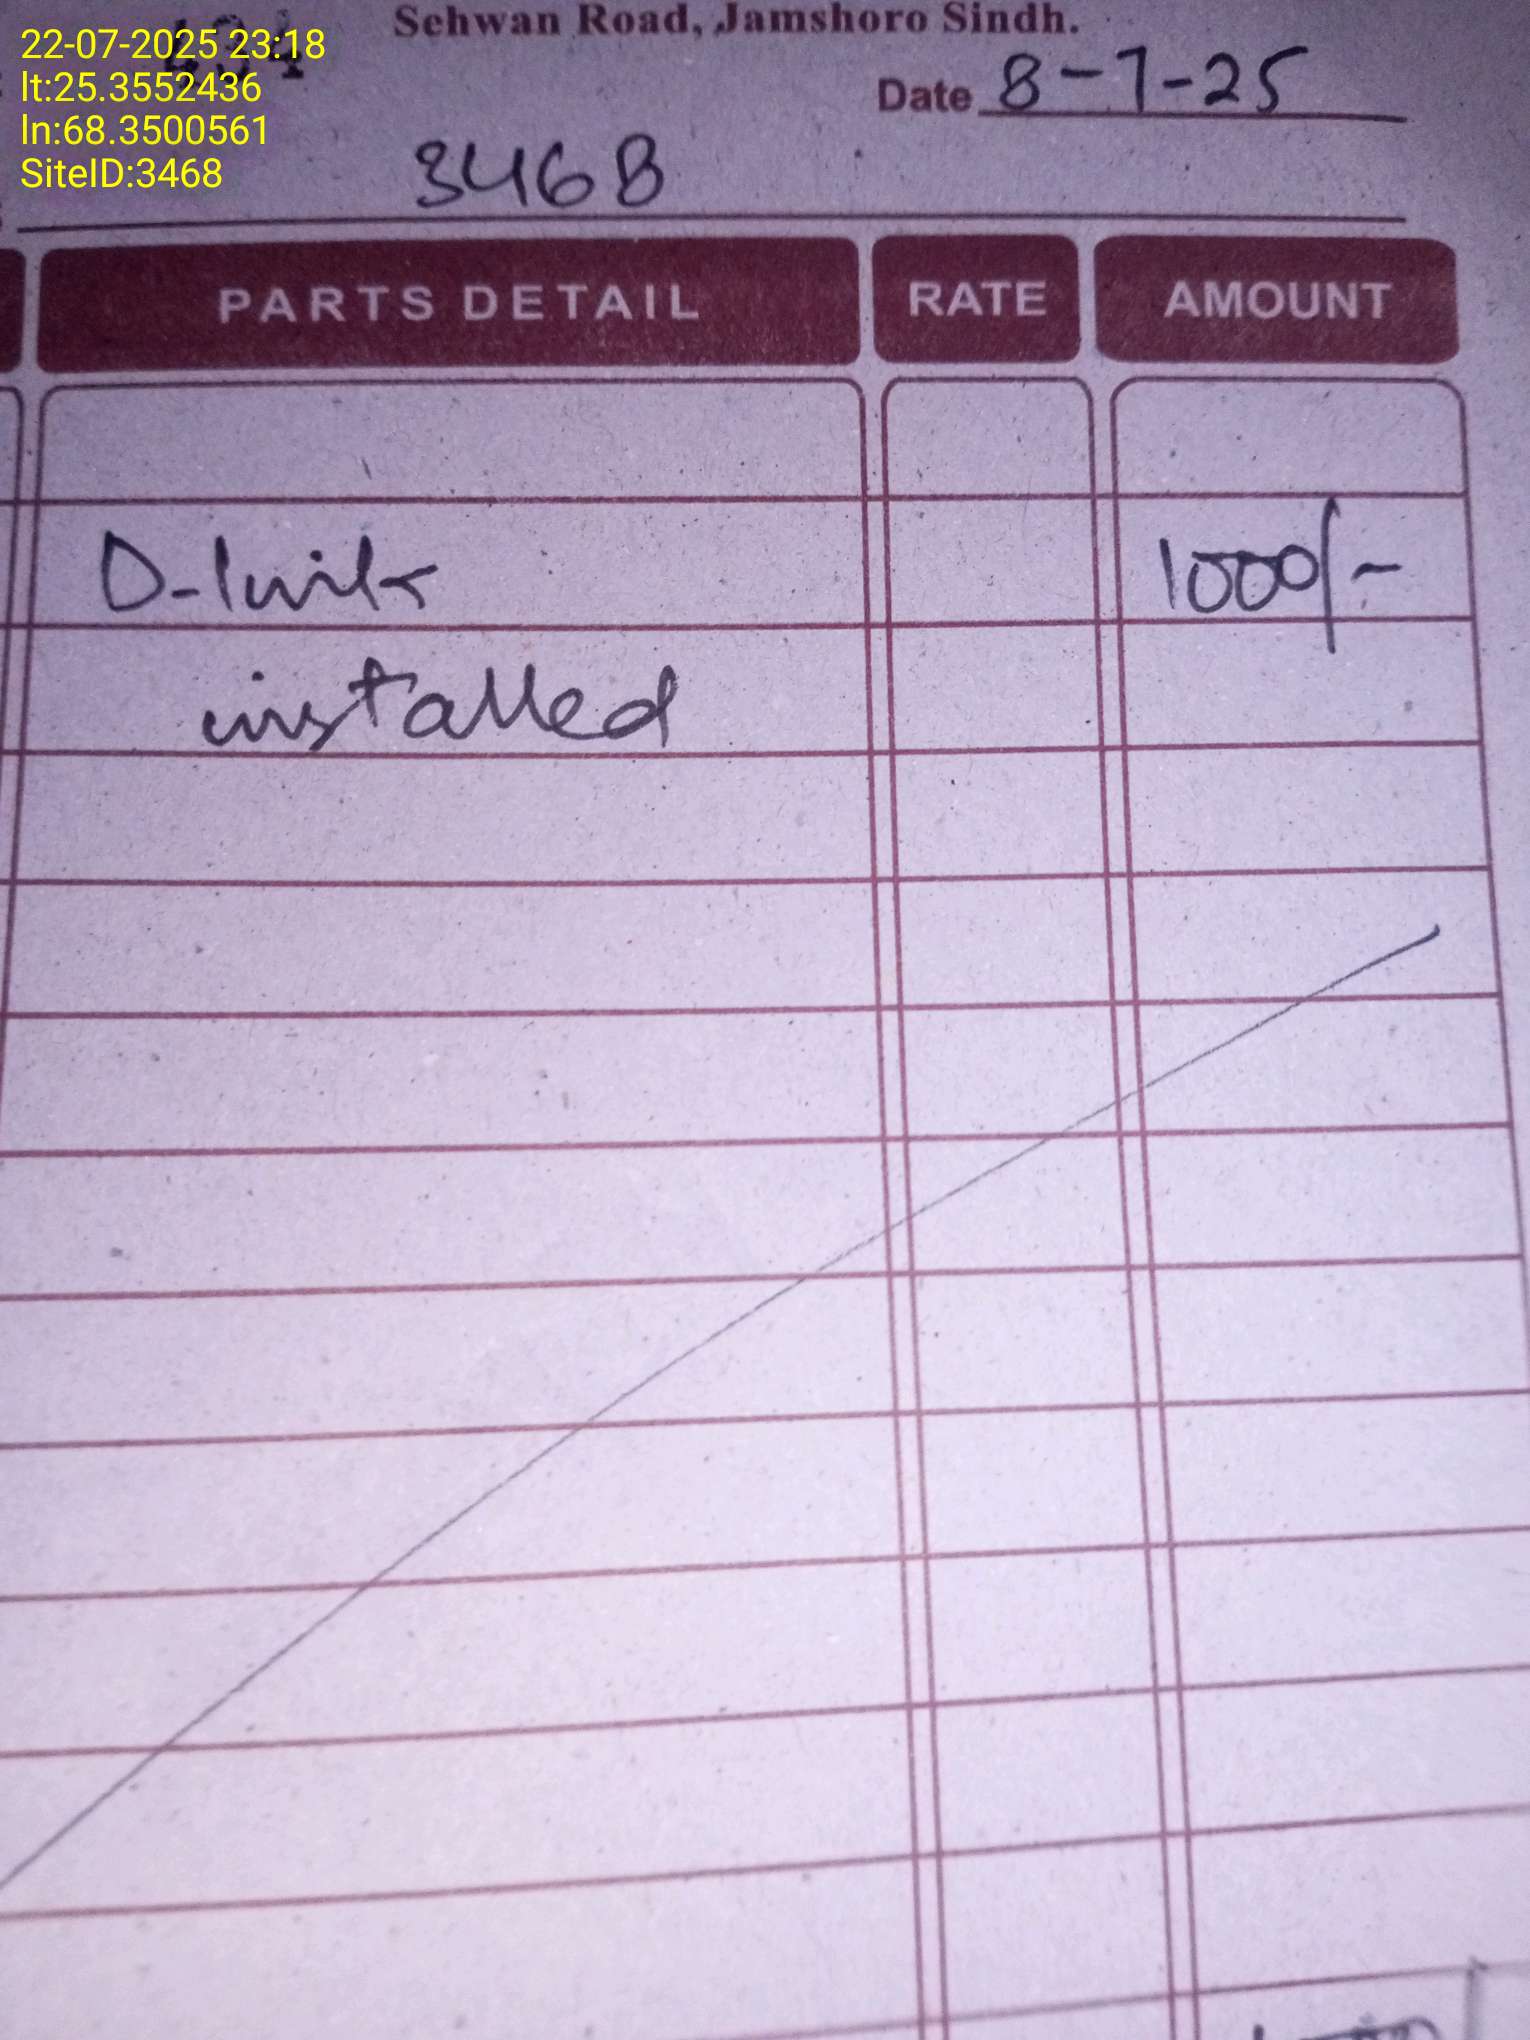 22-07-2025 23:18
lt:25.3552436
ln:68.3500561
SiteID:3468
Sehwan Road, Jamshoro Sindh.
Date 8-7-25
3468
PARTS DETAIL RATE AMOUNT
D-link 1000/-
installed